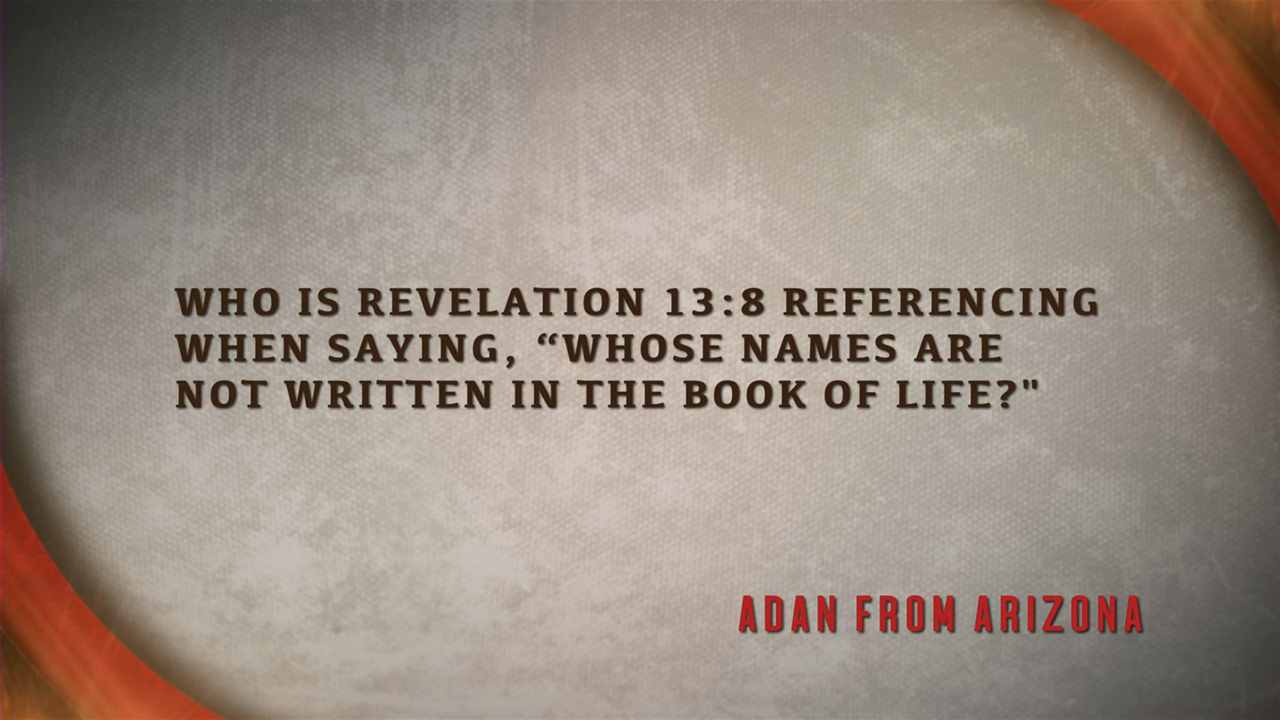 WHO IS REVELATION 13:8 REFERENCING
WHEN SAYING, “WHOSE NAMES ARE
NOT WRITTEN IN THE BOOK OF LIFE?"
ADAN FROM ARIZONA